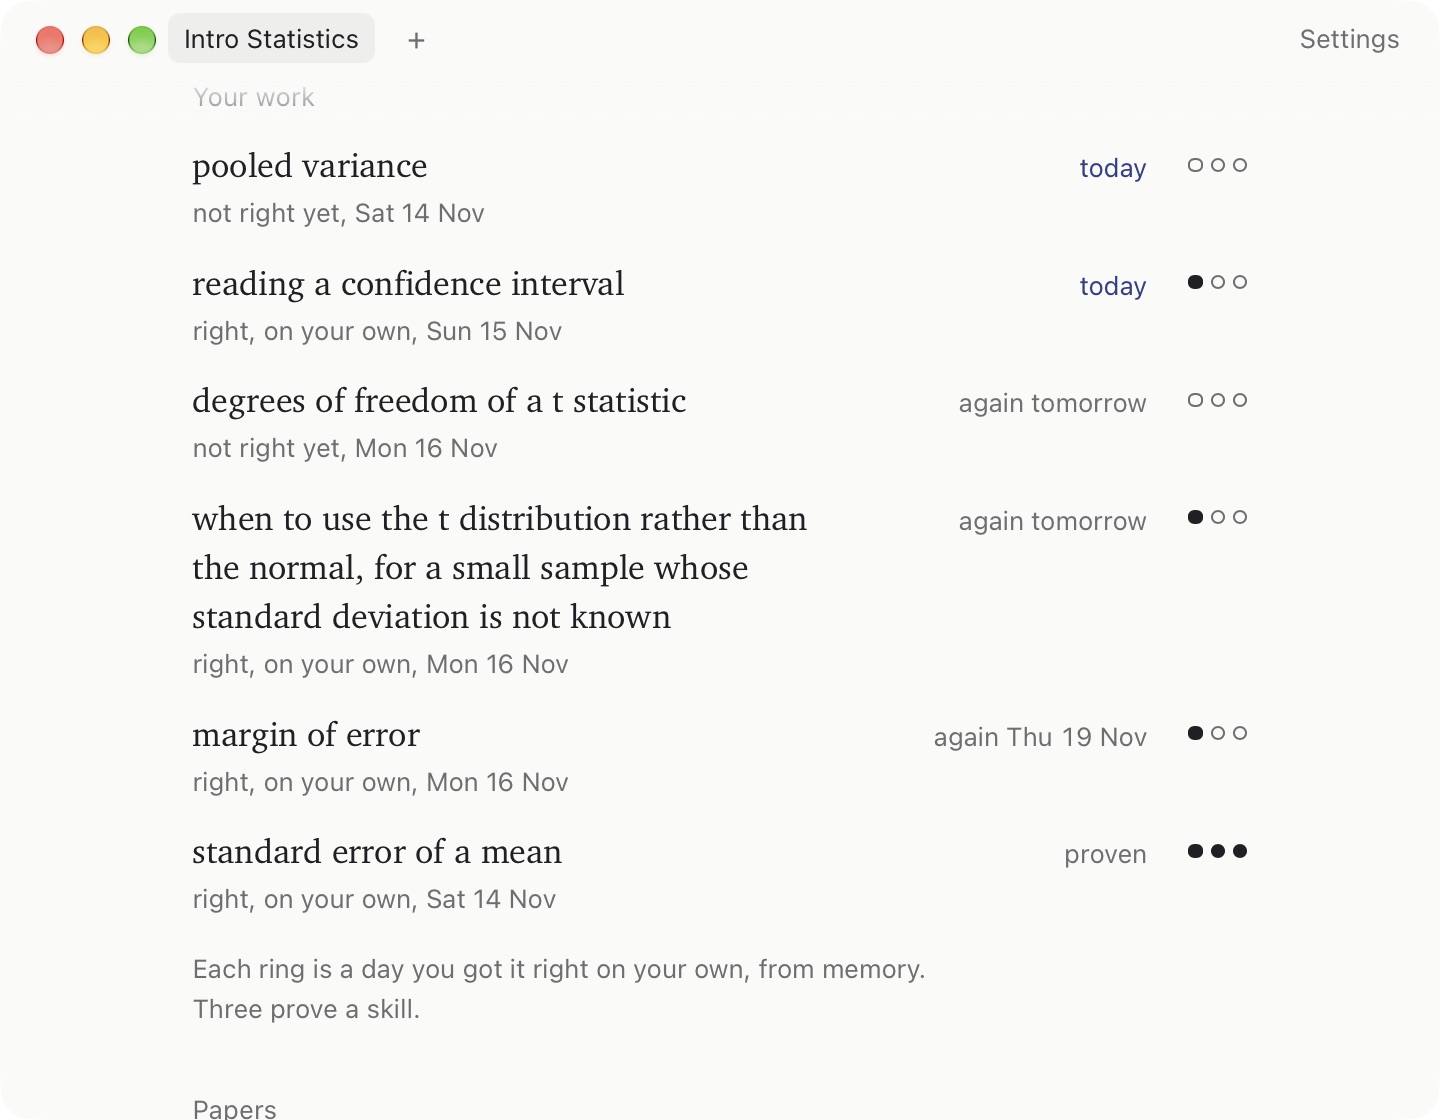 Intro Statistics
+
Settings
Your work
pooled variance
today
not right yet, Sat 14 Nov
reading a confidence interval
today
right, on your own, Sun 15 Nov
degrees of freedom of a t statistic
again tomorrow
not right yet, Mon 16 Nov
when to use the t distribution rather than
again tomorrow
the normal, for a small sample whose
standard deviation is not known
right, on your own, Mon 16 Nov
margin of error
again Thu 19 Nov
right, on your own, Mon 16 Nov
standard error of a mean
proven
right, on your own, Sat 14 Nov
Each ring is a day you got it right on your own, from memory.
Three prove a skill.
Papers